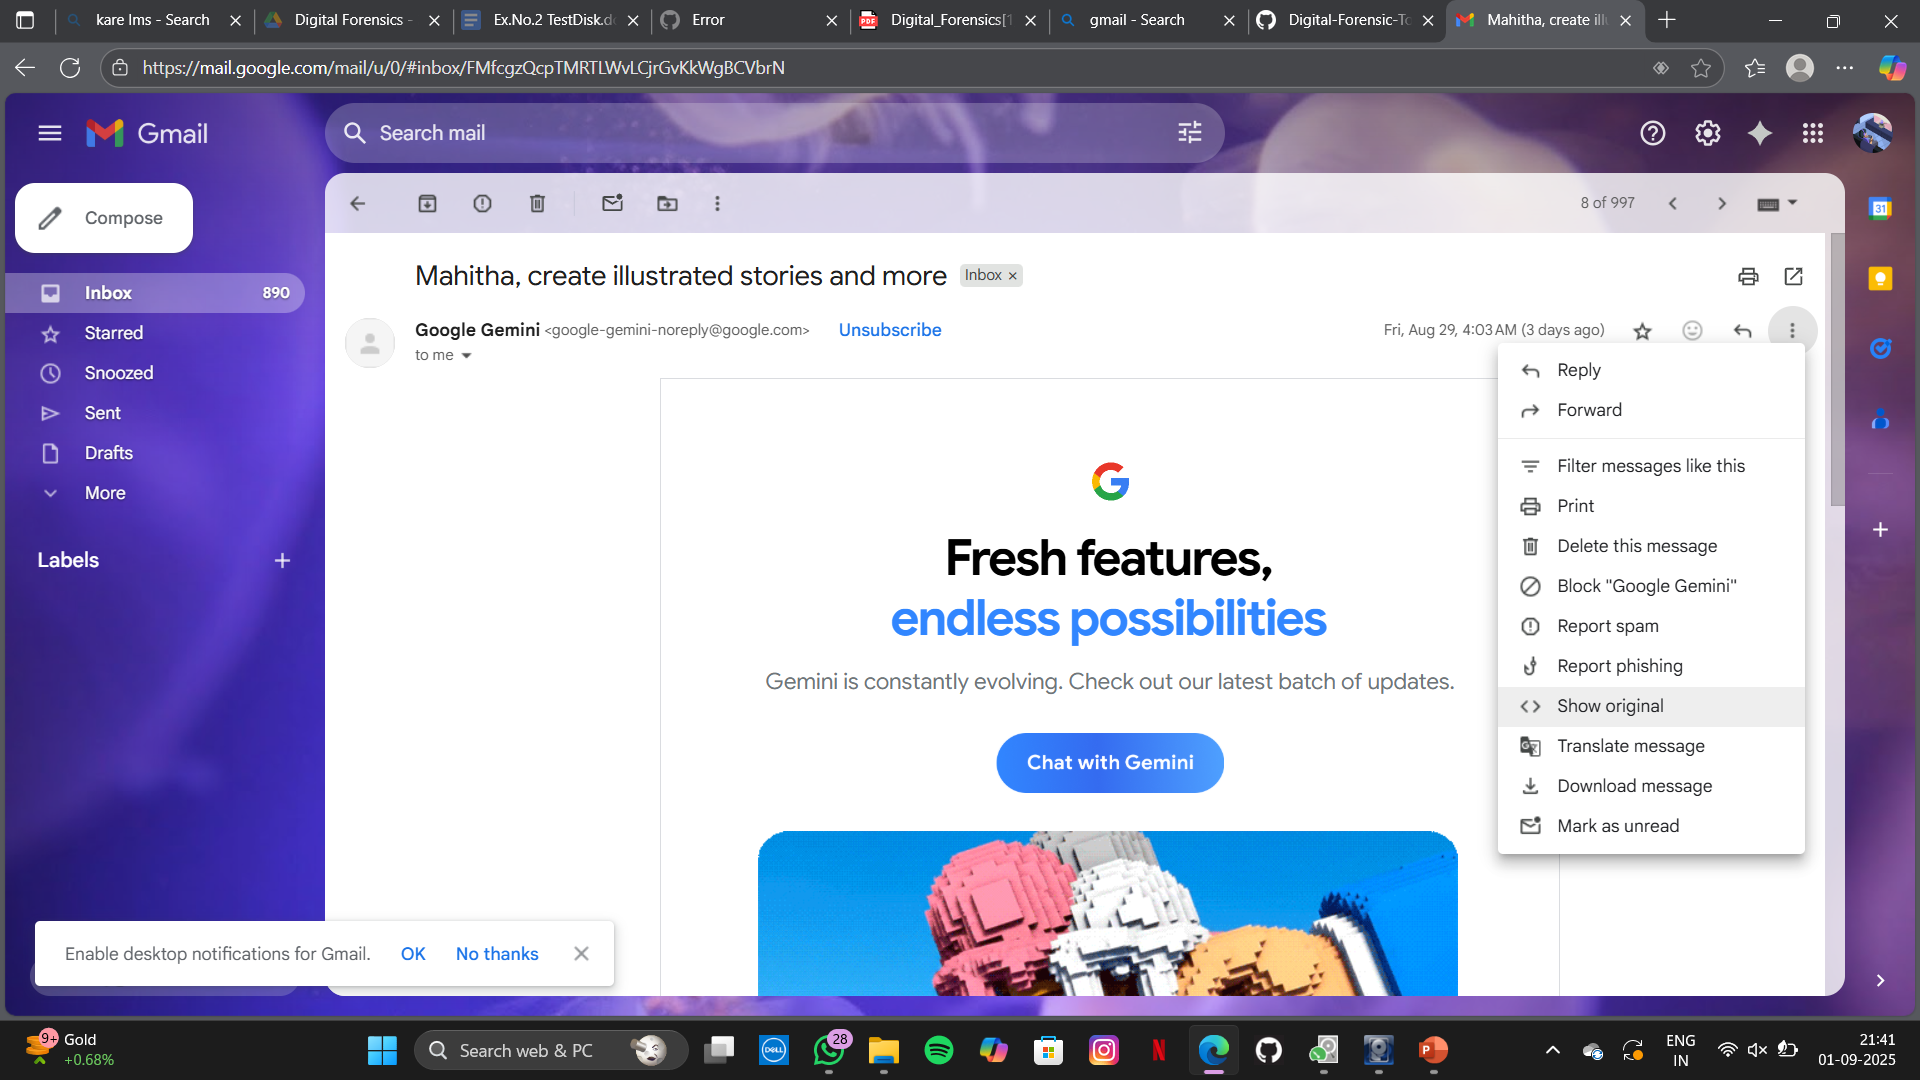 kare lms - Search
Digital Forensics -
Ex.No.2 TestDisk.d
Error
Digital_Forensics[1
gmail - Search
Digital-Forensic-To
Mahitha, create illu
https://mail.google.com/mail/u/0/#inbox/FMfcgzQcpTMRTLWvLCjrGvKkWgBCVbrN
Gmail
Search mail
Compose
8 of 997
Inbox 890
Starred
Snoozed
Sent
Drafts
More
Labels
Mahitha, create illustrated stories and more Inbox ×
Google Gemini <google-gemini-noreply@google.com> Unsubscribe
Fri, Aug 29, 4:03 AM (3 days ago)
to me
Fresh features,
endless possibilities
Gemini is constantly evolving. Check out our latest batch of updates.
Chat with Gemini
Reply
Forward
Filter messages like this
Print
Delete this message
Block "Google Gemini"
Report spam
Report phishing
Show original
Translate message
Download message
Mark as unread
31
Enable desktop notifications for Gmail. OK No thanks
9+
Gold
+0.68%
Search web & PC
DELL
28
ENG
IN
21:41
01-09-2025